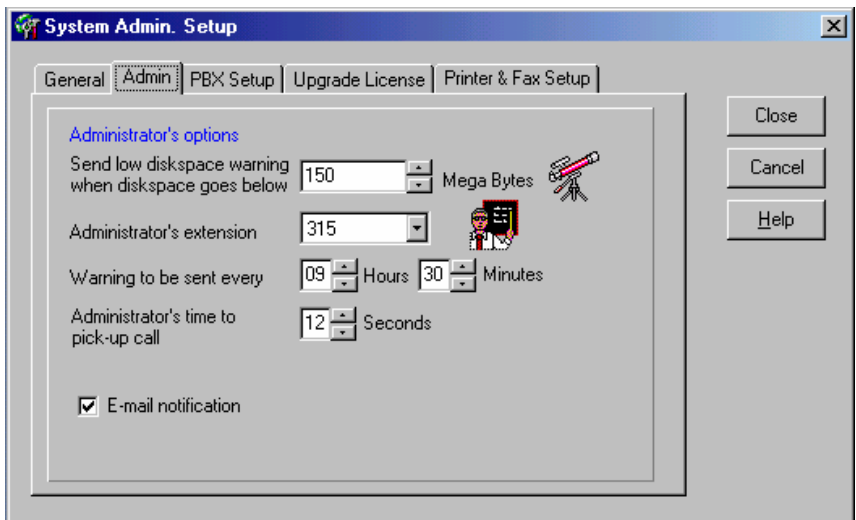 System Admin. Setup
General Admin PBX Setup Upgrade License Printer & Fax Setup
Close
Cancel
Help
Administrator's options
Send low diskspace warning
when diskspace goes below 150 Mega Bytes
Administrator's extension 315
Warning to be sent every 09 Hours 30 Minutes
Administrator's time to
pick-up call 12 Seconds
E-mail notification